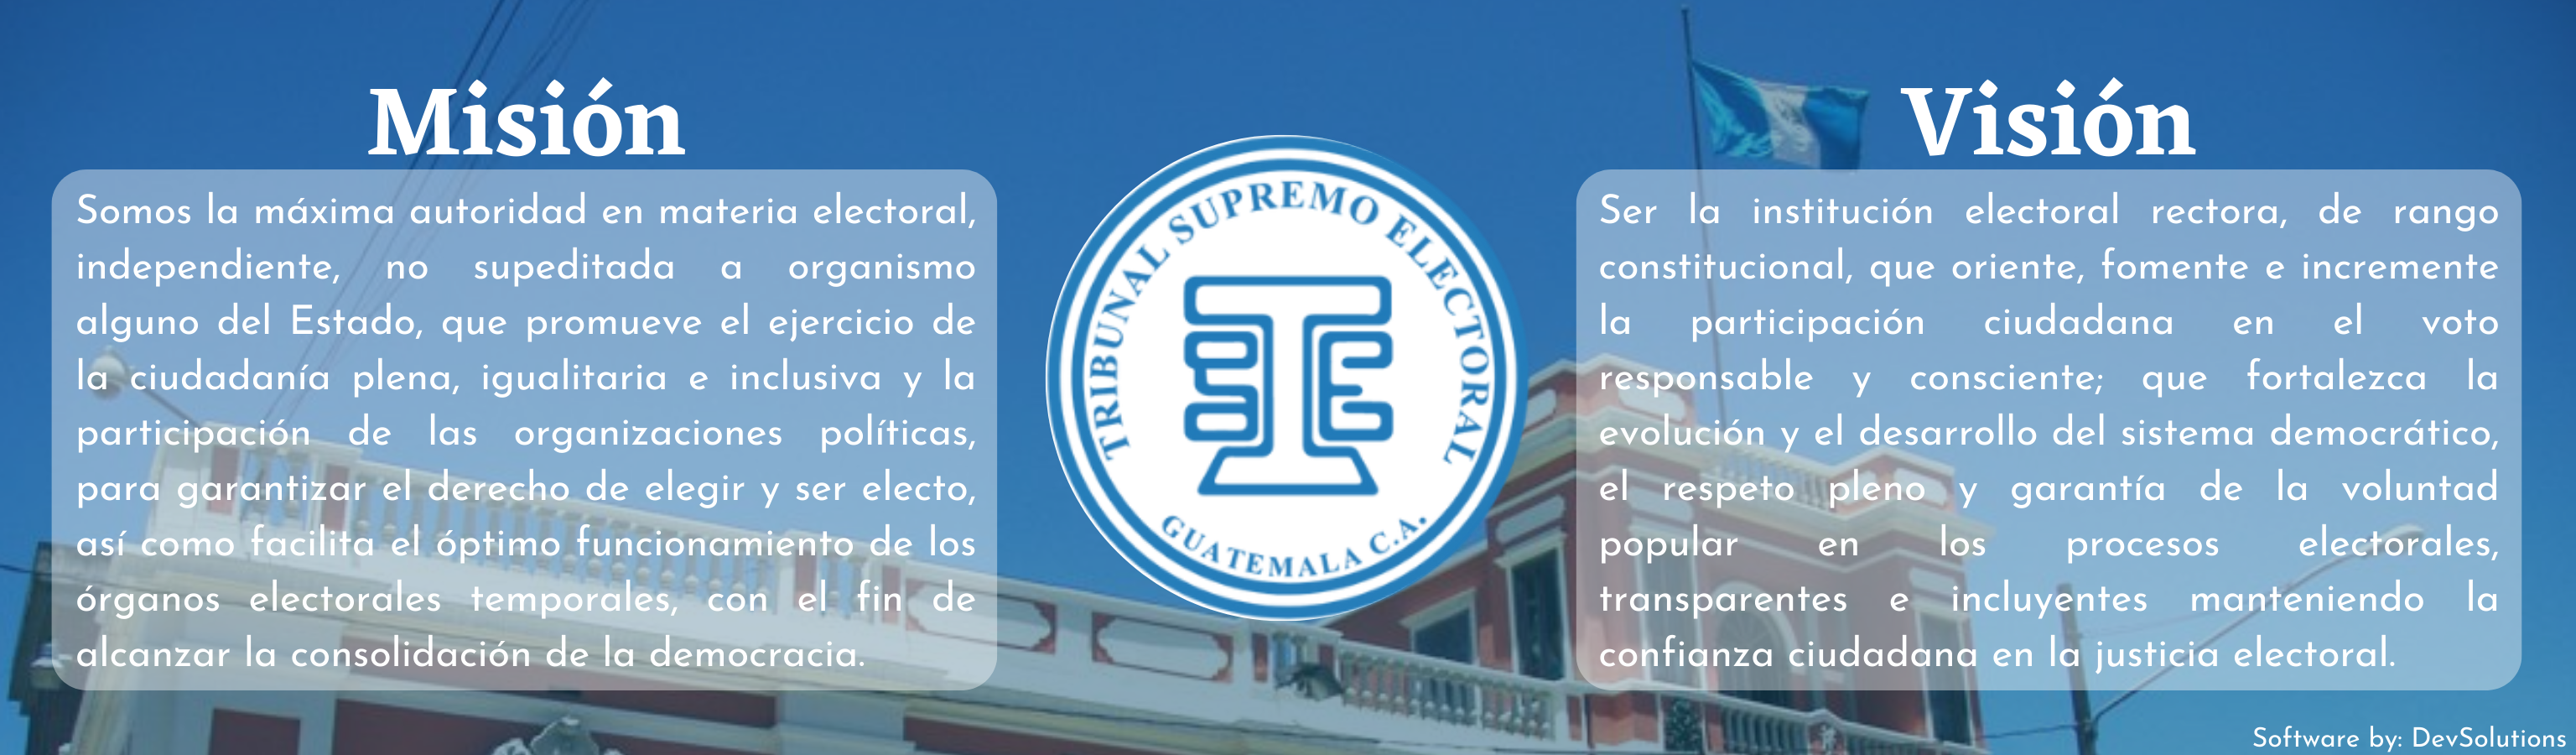 Misión
Somos la máxima autoridad en materia electoral,
independiente, no supeditada a organismo
alguno del Estado, que promueve el ejercicio de
la ciudadanía plena, igualitaria e inclusiva y la
participación de las organizaciones políticas,
para garantizar el derecho de elegir y ser electo,
así como facilita el óptimo funcionamiento de los
órganos electorales temporales, con el fin de
alcanzar la consolidación de la democracia.
TRIBUNAL SUPREMO ELECTORAL
TSE
GUATEMALA C.A.
Visión
Ser la institución electoral rectora, de rango
constitucional, que oriente, fomente e incremente
la participación ciudadana en el voto
responsable y consciente; que fortalezca la
evolución y el desarrollo del sistema democrático,
el respeto pleno y garantía de la voluntad
popular en los procesos electorales,
transparentes e incluyentes manteniendo la
confianza ciudadana en la justicia electoral.
Software by: DevSolutions